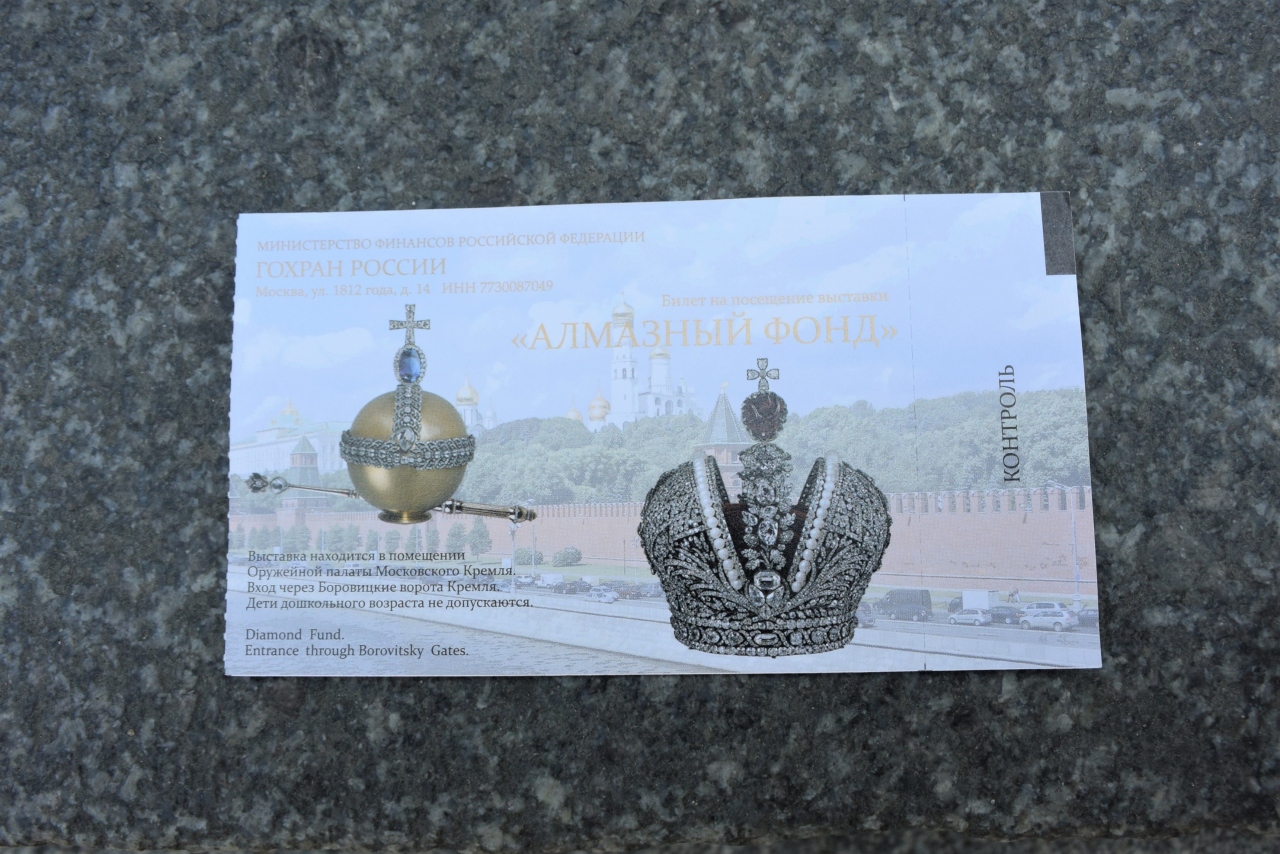 МИНИСТЕРСТВО ФИНАНСОВ РОССИЙСКОЙ ФЕДЕРАЦИИ
ГОХРАН РОССИИ
Москва, ул. 1812 года, д. 14 ИНН 7730087049
Билет на посещение выставки
«АЛМАЗНЫЙ ФОНД»
КОНТРОЛЬ
Выставка находится в помещении
Оружейной палаты Московского Кремля.
Вход через Боровицкие ворота Кремля.
Дети дошкольного возраста не допускаются.
Diamond Fund.
Entrance through Borovitsky Gates.